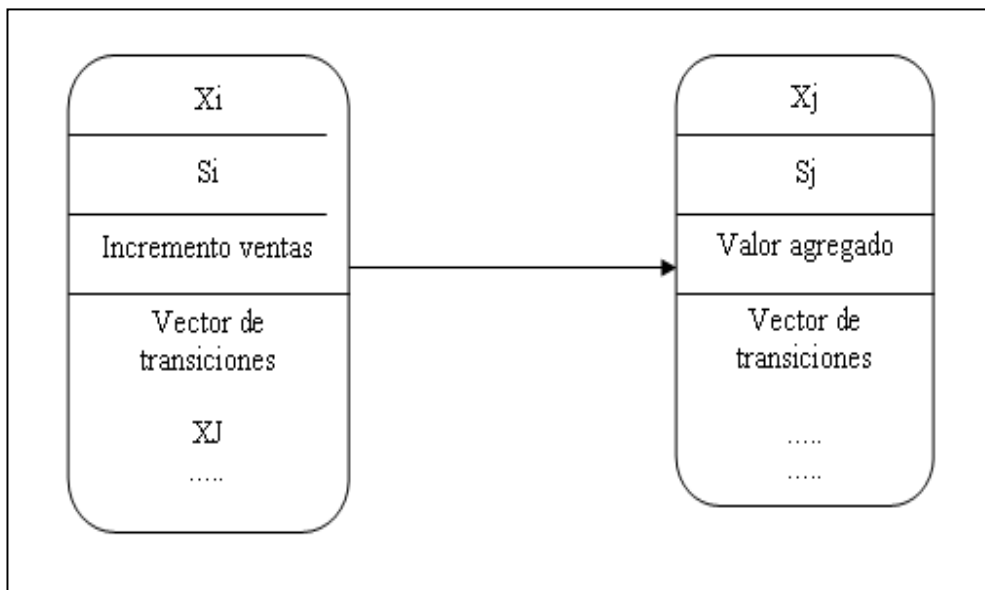 Xi
Si
Incremento ventas
Vector de
transiciones
XJ
.....
Xj
Sj
Valor agregado
Vector de
transiciones
.....
.....